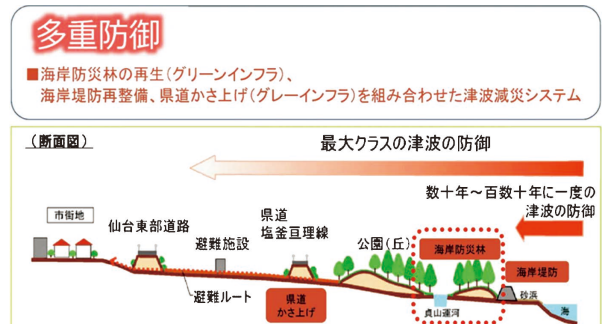 多重防御
■海岸防災林の再生(グリーンインフラ)、
海岸堤防再整備、県道かさ上げ(グレーインフラ)を組み合わせた津波減災システム
(断面図)
最大クラスの津波の防御
数十年~百数十年に一度の
津波の防御
市街地
仙台東部道路
避難施設
県道
塩釜亘理線
公園(丘)
海岸防災林
海岸堤防
避難ルート
県道
かさ上げ
貞山運河
砂浜
海